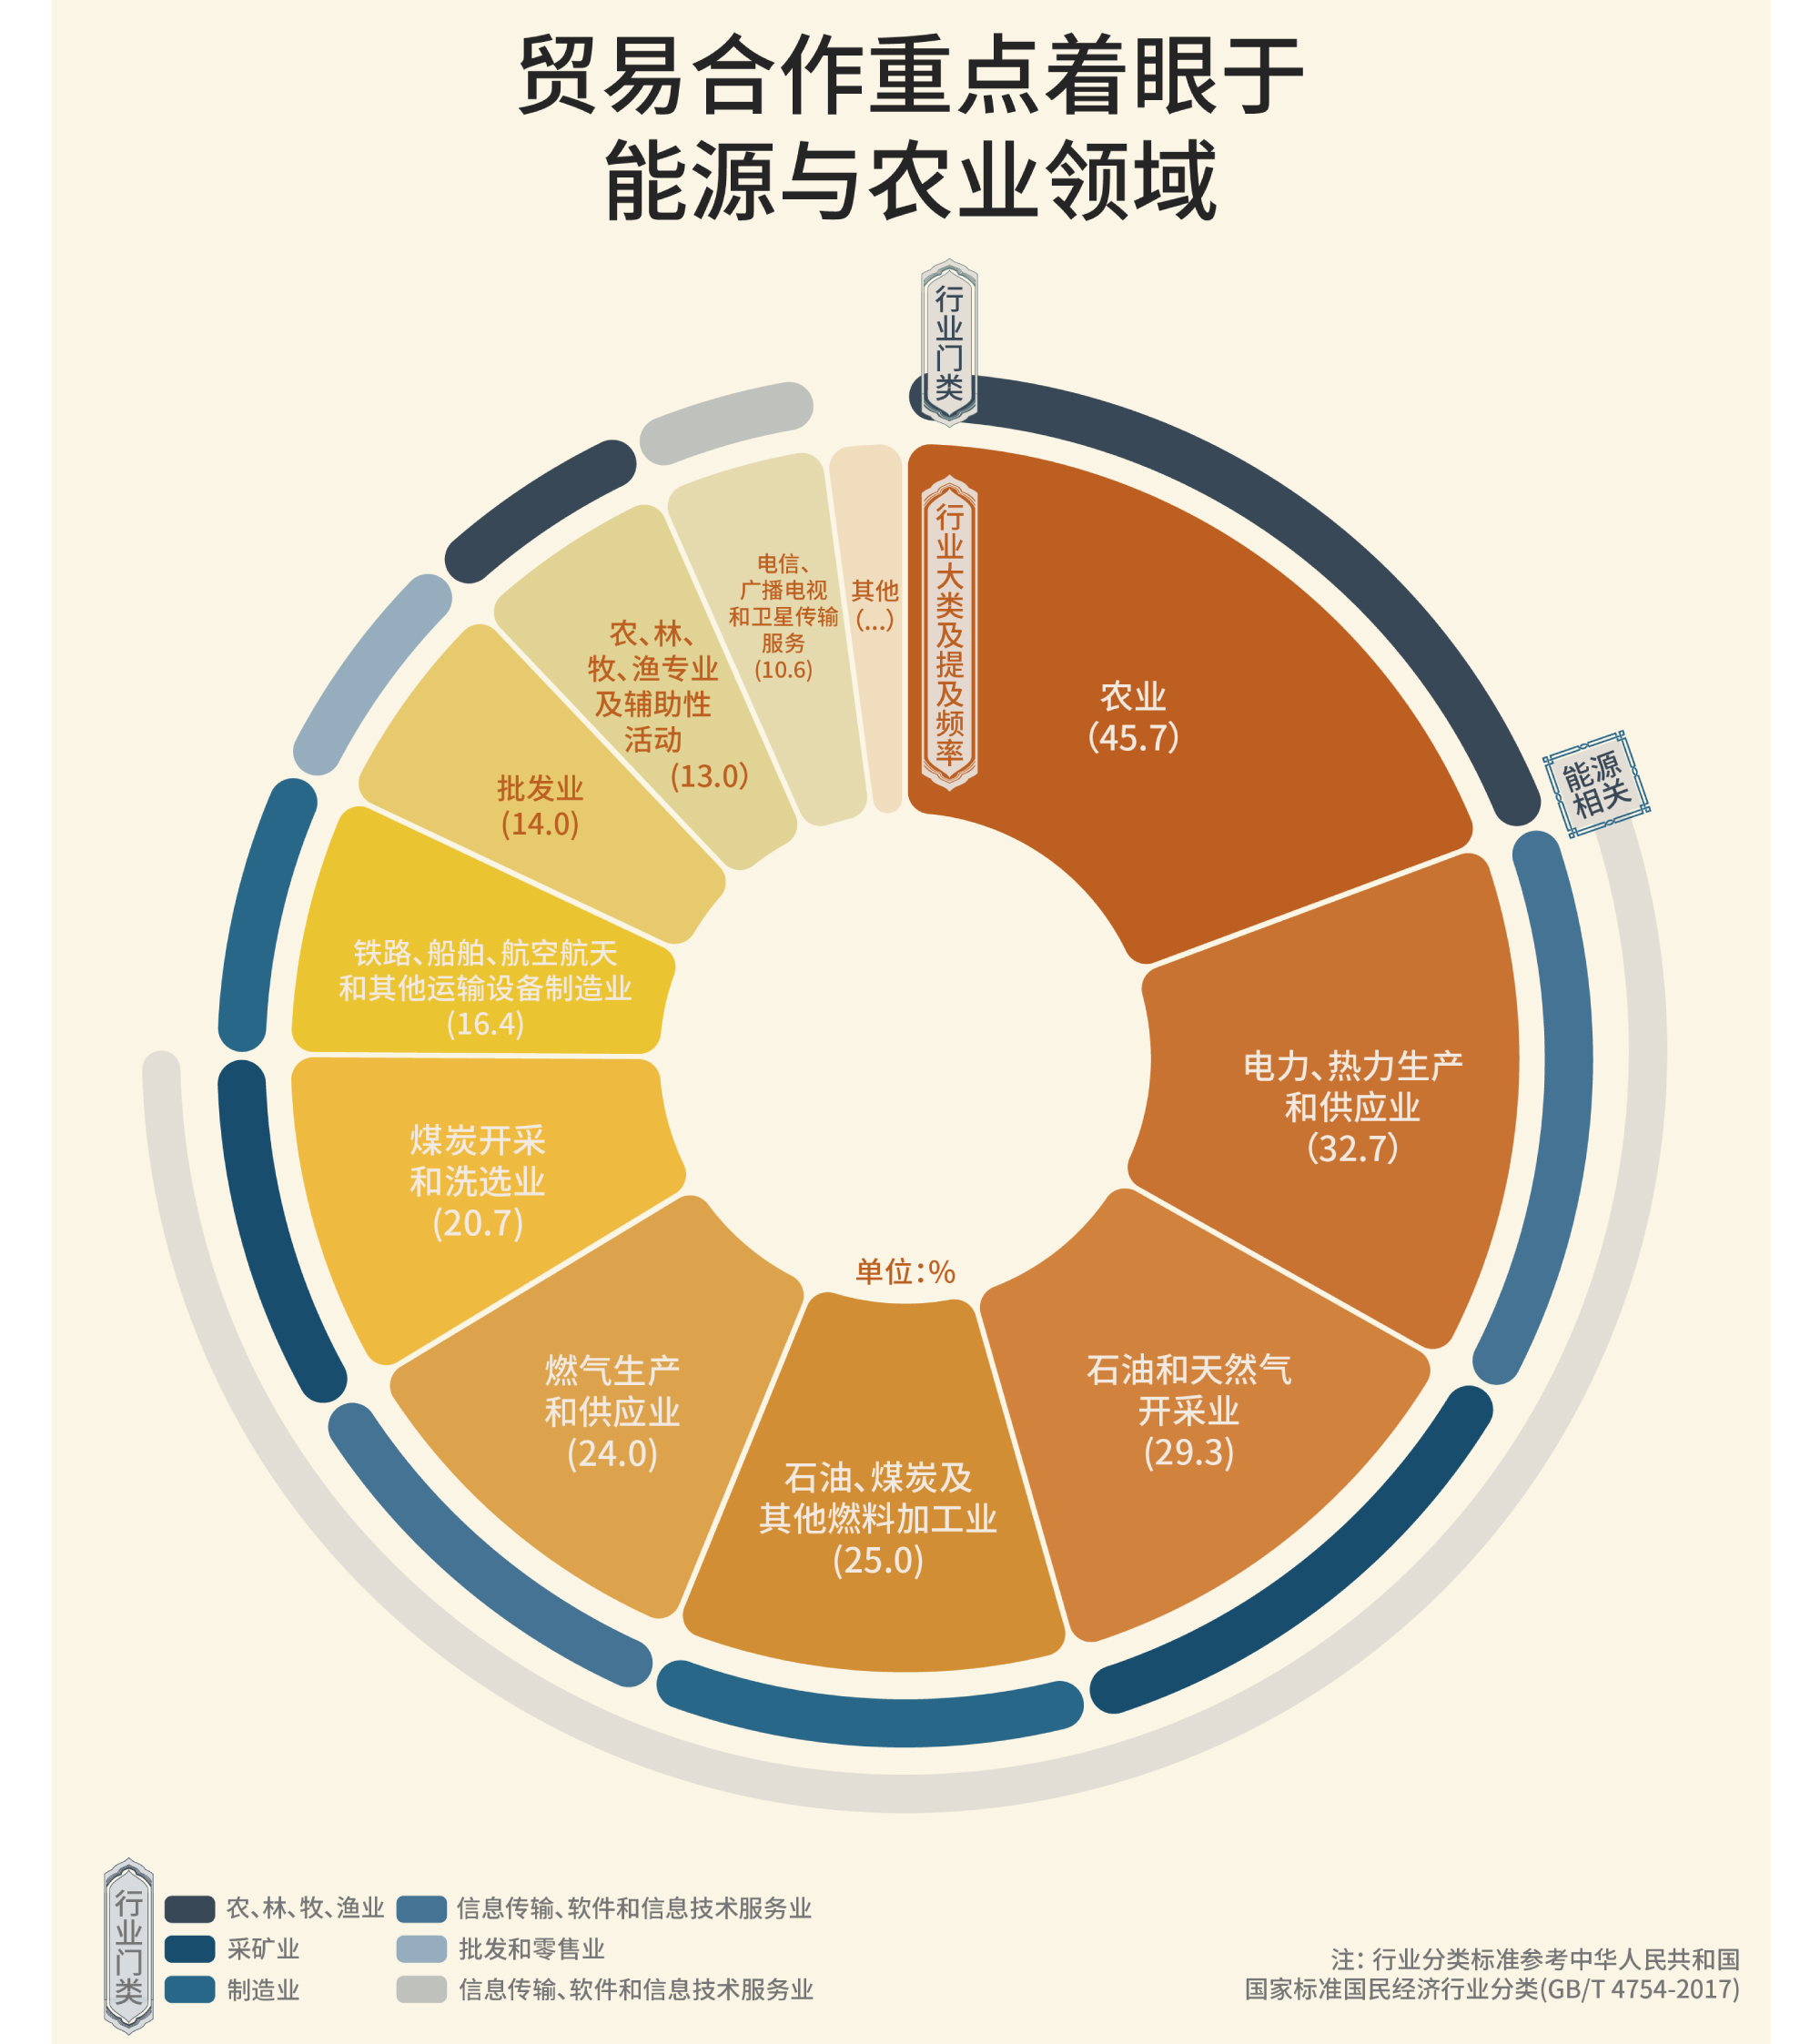 贸易合作重点着眼于
能源与农业领域
行业门类
行业大类及提及频率
能源
相关
农业
(45.7)
电力、热力生产
和供应业
(32.7)
石油和天然气
开采业
(29.3)
石油、煤炭及
其他燃料加工业
(25.0)
燃气生产
和供应业
(24.0)
煤炭开采
和洗选业
(20.7)
铁路、船舶、航空航天
和其他运输设备制造业
(16.4)
批发业
(14.0)
农、林、
牧、渔专业
及辅助性
活动
(13.0)
电信、
广播电视
和卫星传输
服务
(10.6)
其他
(...)
单位:%
行业门类
农、林、牧、渔业
采矿业
制造业
信息传输、软件和信息技术服务业
批发和零售业
信息传输、软件和信息技术服务业
注: 行业分类标准参考中华人民共和国
国家标准国民经济行业分类(GB/T 4754-2017)